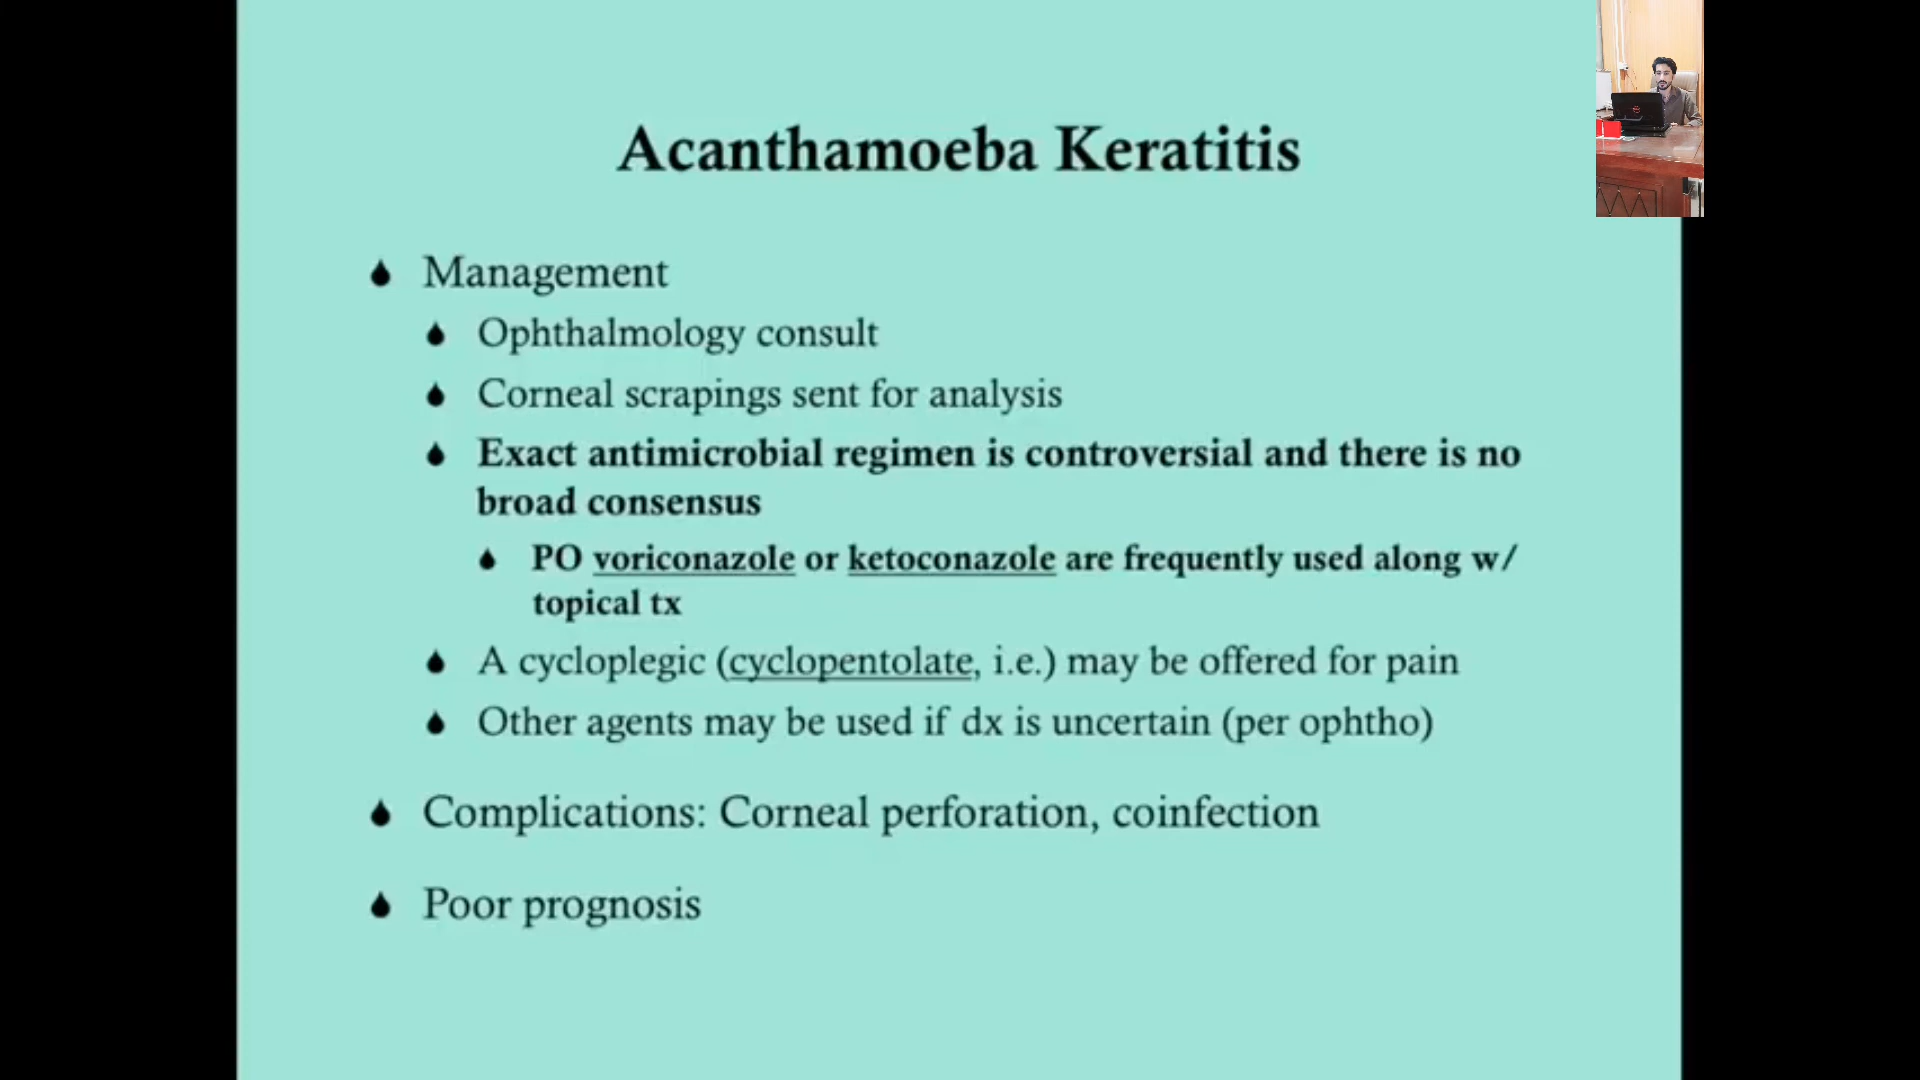 Acanthamoeba Keratitis
Management
Ophthalmology consult
Corneal scrapings sent for analysis
Exact antimicrobial regimen is controversial and there is no
broad consensus
PO voriconazole or ketoconazole are frequently used along w/
topical tx
A cycloplegic (cyclopentolate, i.e.) may be offered for pain
Other agents may be used if dx is uncertain (per ophtho)
Complications: Corneal perforation, coinfection
Poor prognosis